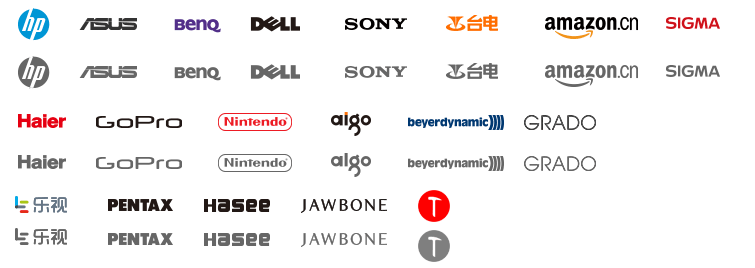 hp ASUS BenQ DELL SONY 台电 amazon.cn SIGMA
hp ASUS BenQ DELL SONY 台电 amazon.cn SIGMA
Haier GoPro Nintendo aigo beyerdynamic GRADO
Haier GoPro Nintendo aigo beyerdynamic GRADO
乐视 PENTAX Hasee JAWBONE T
乐视 PENTAX Hasee JAWBONE T